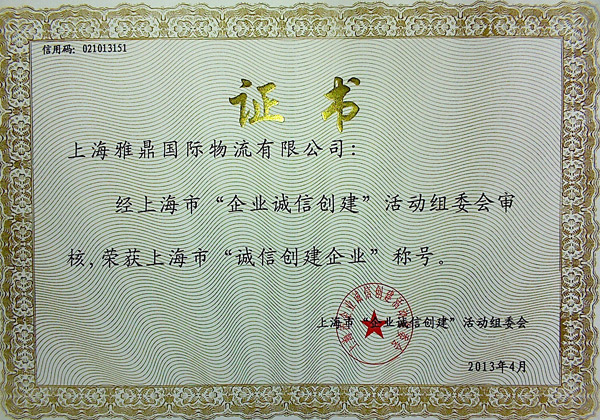 信用码: 021013151
证书
上海雅鼎国际物流有限公司:
经上海市“企业诚信创建”活动组委会审
核,荣获上海市“诚信创建企业”称号。
上海市“企业诚信创建”活动组委会
2013年4月